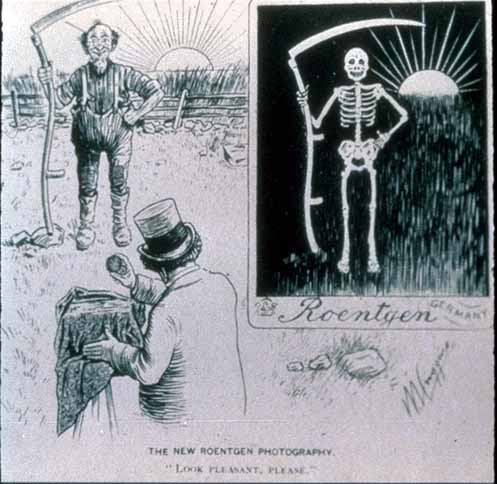 Roentgen
GERMANY
THE NEW ROENTGEN PHOTOGRAPHY.
"LOOK PLEASANT, PLEASE."